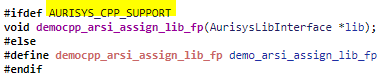 #ifdef AURISYS_CPP_SUPPORT
void democpp_arsi_assign_lib_fp(AurisysLibInterface *lib);
#else
#define democpp_arsi_assign_lib_fp demo_arsi_assign_lib_fp
#endif